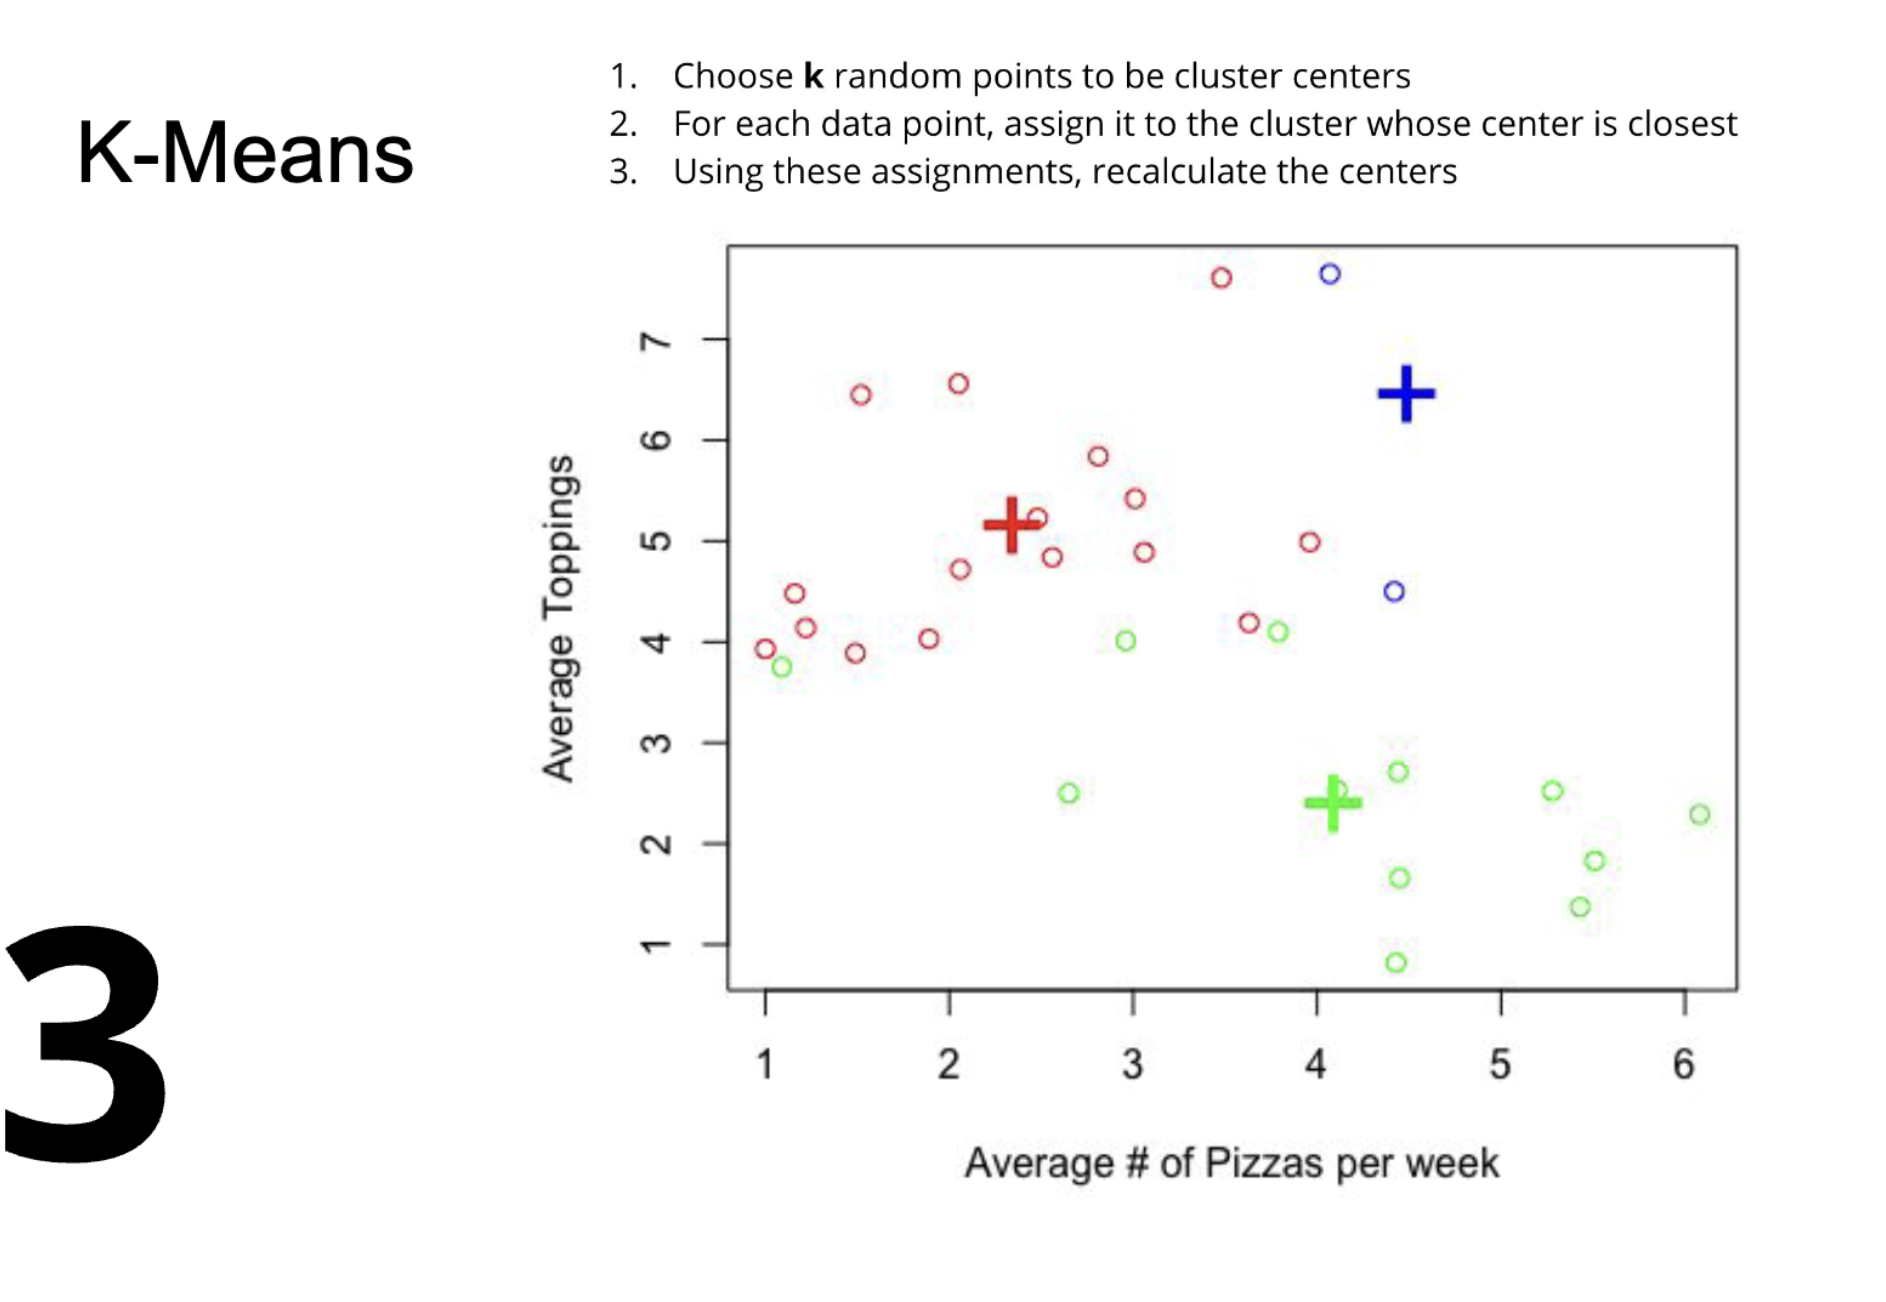 K-Means
1. Choose k random points to be cluster centers
2. For each data point, assign it to the cluster whose center is closest
3. Using these assignments, recalculate the centers
Average Toppings
7
6
5
4
3
2
1
1 2 3 4 5 6
Average # of Pizzas per week
3